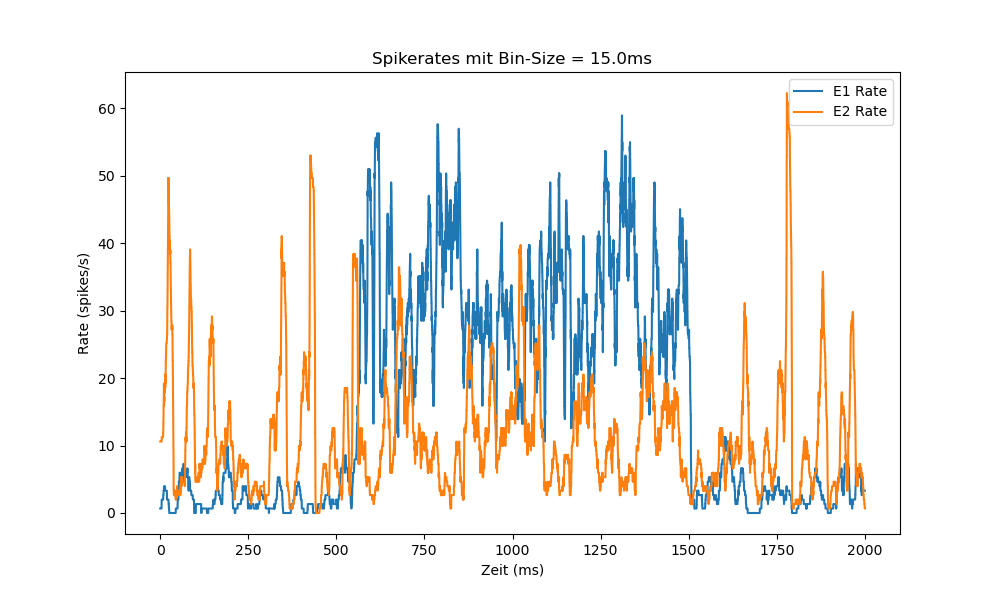 Spikerates mit Bin-Size = 15.0ms
E1 Rate
E2 Rate
60
50
40
30
20
10
0
Rate (spikes/s)
0 250 500 750 1000 1250 1500 1750 2000
Zeit (ms)